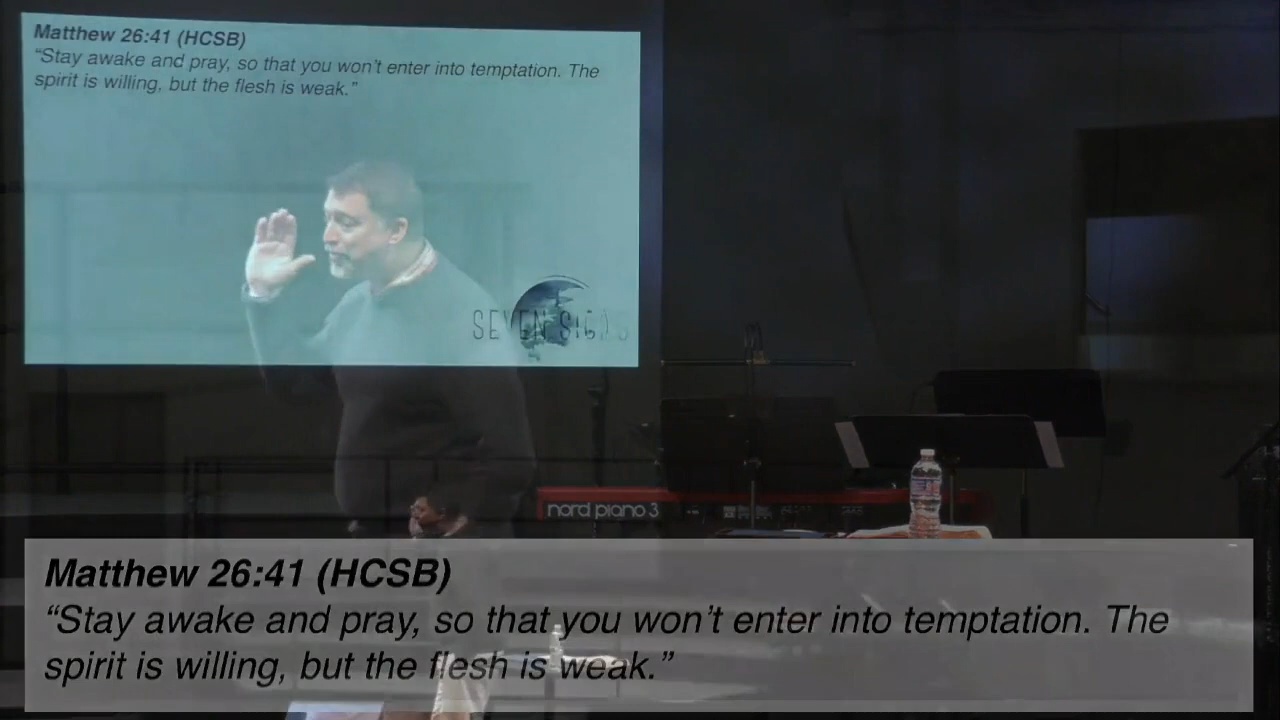 Matthew 26:41 (HCSB)
“Stay awake and pray, so that you won’t enter into temptation. The
spirit is willing, but the flesh is weak.”
SEVEN SIGNS
nord piano 3
Matthew 26:41 (HCSB)
“Stay awake and pray, so that you won’t enter into temptation. The
spirit is willing, but the flesh is weak.”